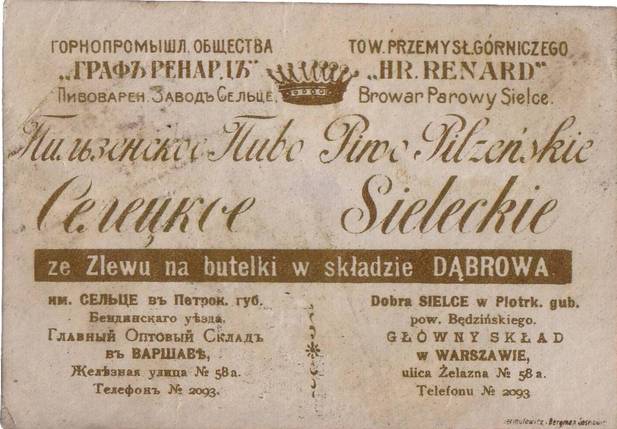 ГОРНОПРОМЫШЛ. ОБЩЕСТВА
„ГРАФЪ РЕНАРДЪ"
ПИВОВАРЕН. ЗАВОДЪ СЕЛЬЦЕ.
TOW. PRZEMYSŁ. GÓRNICZEGO
„HR. RENARD"
Browar Parowy Sielce.
Пильзенское Пиво
Piwo Pilzeńskie
Селецкое
Sieleckie
ze Zlewu na butelki w składzie DĄBROWA
им. СЕЛЬЦЕ въ Петрок. губ.
Бендинскаго уѣзда.
ГЛАВНЫЙ ОПТОВЫЙ СКЛАДЪ
въ ВАРШАВѢ,
Желѣзная улица № 58 а.
Телефонъ № 2093.
Dobra SIELCE w Piotrk. gub.
pow. Będzińskiego.
GŁÓWNY SKŁAD
w WARSZAWIE,
ulica Żelazna № 58 a.
Telefonu № 2093
Bergman